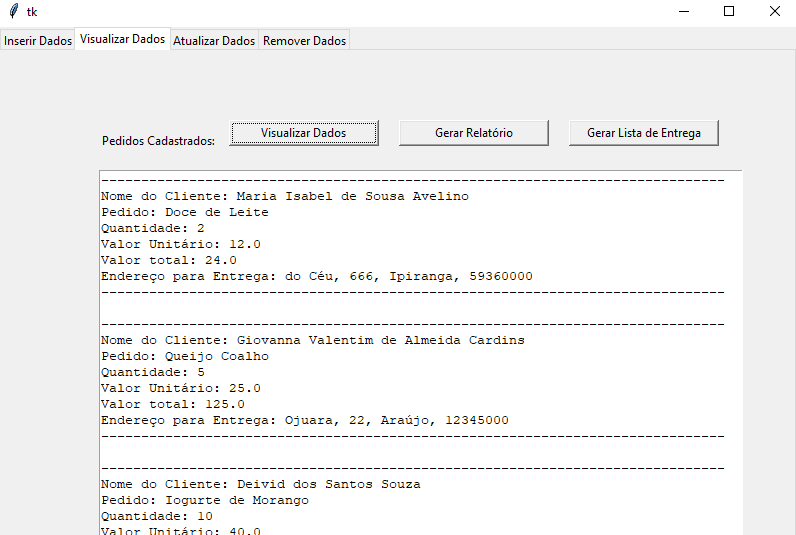 tk
Inserir Dados Visualizar Dados Atualizar Dados Remover Dados
Pedidos Cadastrados: Visualizar Dados Gerar Relatório Gerar Lista de Entrega
------------------------------------------------------------------------------
Nome do Cliente: Maria Isabel de Sousa Avelino
Pedido: Doce de Leite
Quantidade: 2
Valor Unitário: 12.0
Valor total: 24.0
Endereço para Entrega: do Céu, 666, Ipiranga, 59360000
------------------------------------------------------------------------------
------------------------------------------------------------------------------
Nome do Cliente: Giovanna Valentim de Almeida Cardins
Pedido: Queijo Coalho
Quantidade: 5
Valor Unitário: 25.0
Valor total: 125.0
Endereço para Entrega: Ojuara, 22, Araújo, 12345000
------------------------------------------------------------------------------
------------------------------------------------------------------------------
Nome do Cliente: Deivid dos Santos Souza
Pedido: Iogurte de Morango
Quantidade: 10
Valor Unitário: 40.0